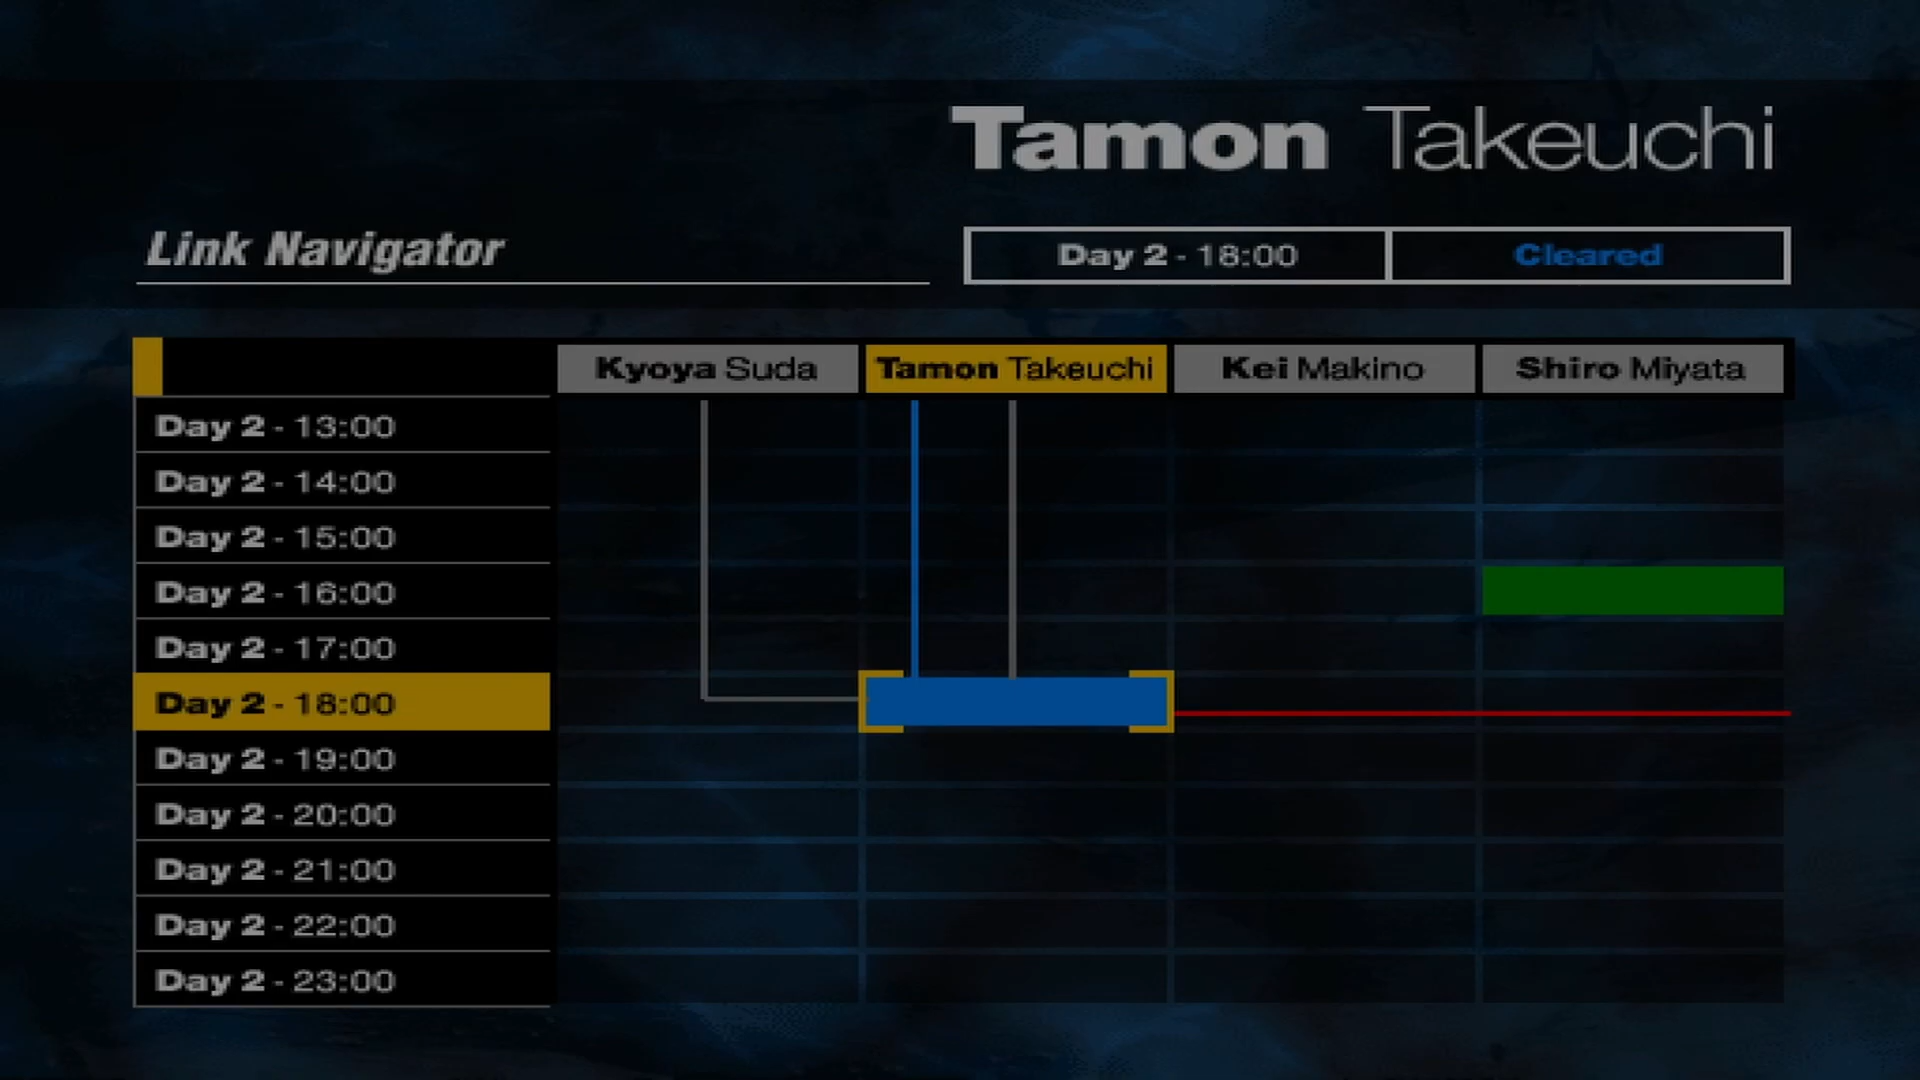 Tamon Takeuchi
Link Navigator
Day 2 - 18:00 Cleared
Kyoya Suda Tamon Takeuchi Kei Makino Shiro Miyata
Day 2 - 13:00
Day 2 - 14:00
Day 2 - 15:00
Day 2 - 16:00
Day 2 - 17:00
Day 2 - 18:00
Day 2 - 19:00
Day 2 - 20:00
Day 2 - 21:00
Day 2 - 22:00
Day 2 - 23:00